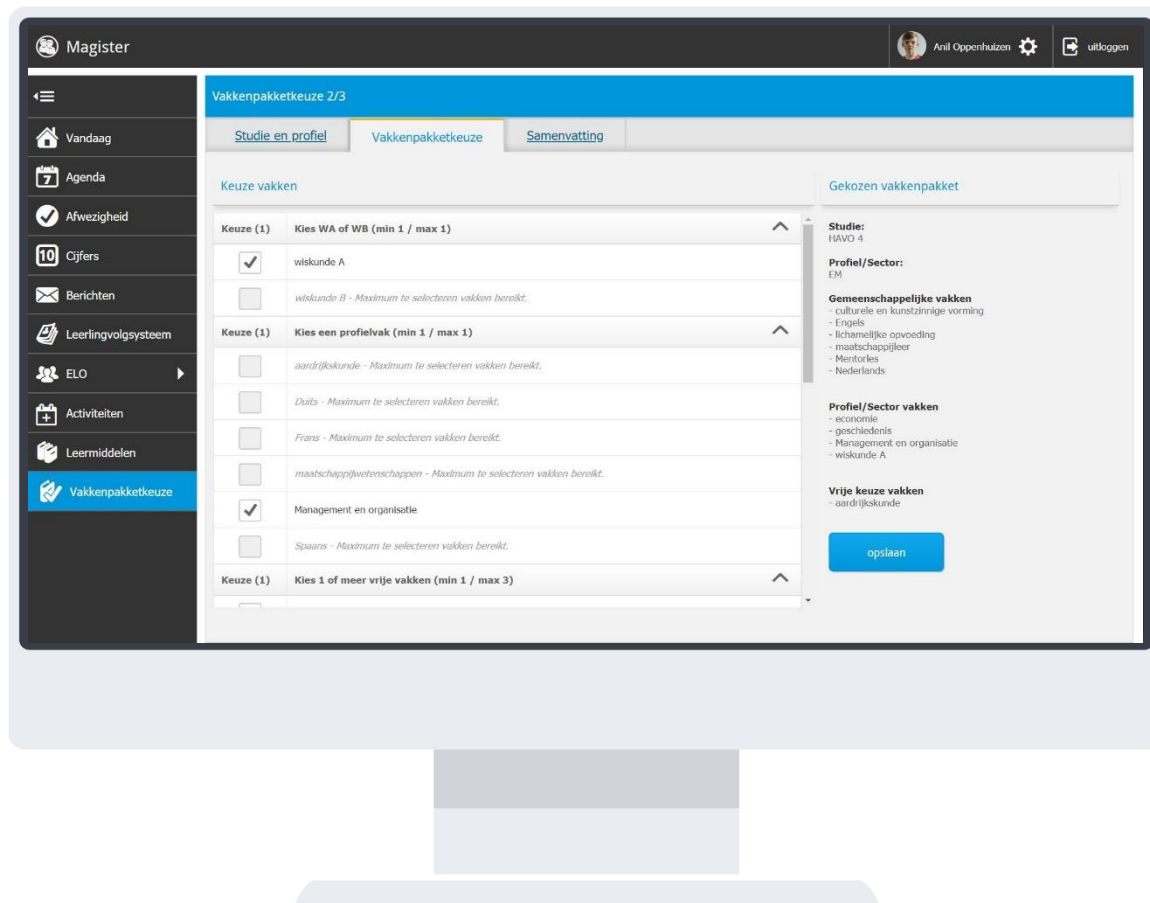 Magister
Anil Oppenhuizen
uitloggen
Vandaag
7 Agenda
Afwezigheid
10 Cijfers
Berichten
Leerlingvolgsysteem
ELO
Activiteiten
Leermiddelen
Vakkenpakketkeuze
Vakkenpakketkeuze 2/3
Studie en profiel Vakkenpakketkeuze Samenvatting
Keuze vakken
Keuze (1) Kies WA of WB (min 1 / max 1)
wiskunde A
wiskunde B - Maximum te selecteren vakken bereikt.
Keuze (1) Kies een profielvak (min 1 / max 1)
aardrijkskunde - Maximum te selecteren vakken bereikt.
Duits - Maximum te selecteren vakken bereikt.
Frans - Maximum te selecteren vakken bereikt.
maatschappijwetenschappen - Maximum te selecteren vakken bereikt.
Management en organisatie
Spaans - Maximum te selecteren vakken bereikt.
Keuze (1) Kies 1 of meer vrije vakken (min 1 / max 3)
Gekozen vakkenpakket
Studie:
HAVO 4
Profiel/Sector:
EM
Gemeenschappelijke vakken
- culturele en kunstzinnige vorming
- Engels
- lichamelijke opvoeding
- maatschappijleer
- Mentorles
- Nederlands
Profiel/Sector vakken
- economie
- geschiedenis
- Management en organisatie
- wiskunde A
Vrije keuze vakken
- aardrijkskunde
opslaan